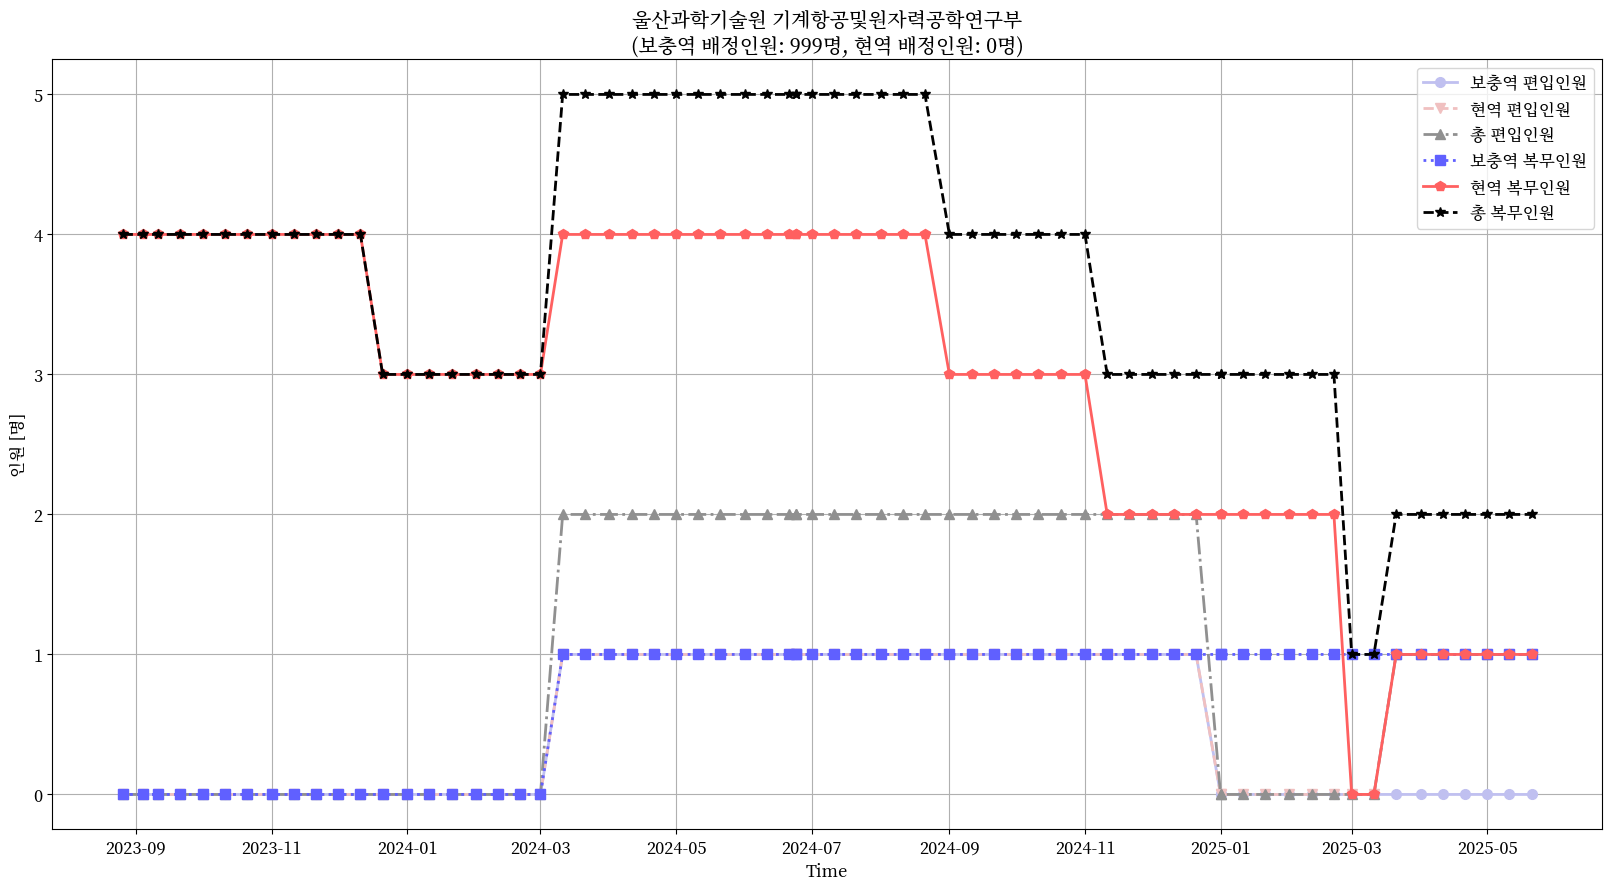 울산과학기술원 기계항공및원자력공학연구부
(보충역 배정인원: 999명, 현역 배정인원: 0명)
보충역 편입인원
현역 편입인원
총 편입인원
보충역 복무인원
현역 복무인원
총 복무인원
인원 [명]
5
4
3
2
1
0
2023-09 2023-11 2024-01 2024-03 2024-05 2024-07 2024-09 2024-11 2025-01 2025-03 2025-05
Time